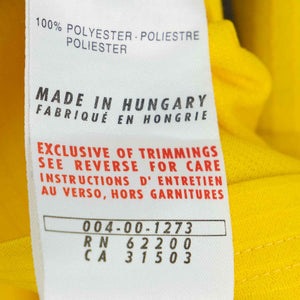 100% POLYESTER-POLIESTRE
POLIESTER
MADE IN HUNGARY
FABRIQUÉ EN HONGRIE
EXCLUSIVE OF TRIMMINGS
SEE REVERSE FOR CARE
INSTRUCTIONS D' ENTRETIEN
AU VERSO, HORS GARNITURES
004-00-1273
RN 62200
CA 31503